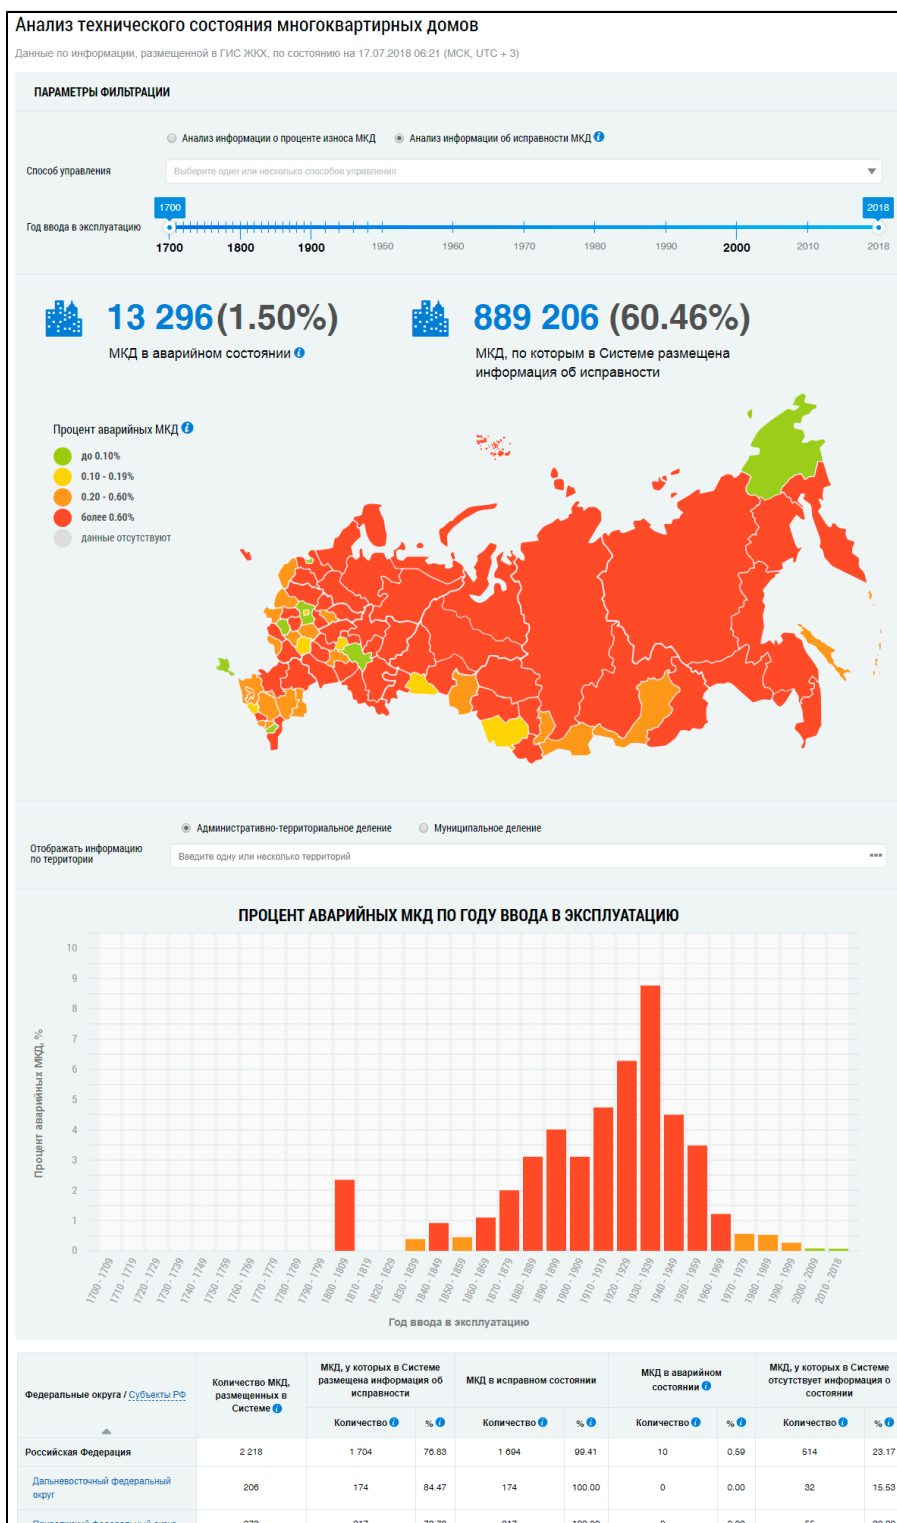 Анализ технического состояния многоквартирных домов
Данные по информации, размещенной в ГИС ЖКХ, по состоянию на 17.07.2018 06:21 (МСК, UTC + 3)
ПАРАМЕТРЫ ФИЛЬТРАЦИИ
Анализ информации о проценте износа МКД
Анализ информации об исправности МКД
Способ управления
Выберите один или несколько способов управления
1700
2018
Год ввода в эксплуатацию
1700 1800 1900 1950 1960 1970 1980 1990 2000 2010 2018
13 296 (1.50%)
МКД в аварийном состоянии
889 206 (60.46%)
МКД, по которым в Системе размещена
информация об исправности
Процент аварийных МКД
до 0.10%
0.10 - 0.19%
0.20 - 0.60%
более 0.60%
данные отсутствуют
Административно-территориальное деление
Муниципальное деление
Отображать информацию
по территории
Введите одну или несколько территорий
ПРОЦЕНТ АВАРИЙНЫХ МКД ПО ГОДУ ВВОДА В ЭКСПЛУАТАЦИЮ
Процент аварийных МКД, %
10
9
8
7
6
5
4
3
2
1
0
1700 - 1709
1710 - 1719
1720 - 1729
1730 - 1739
1740 - 1749
1750 - 1759
1760 - 1769
1770 - 1779
1780 - 1789
1790 - 1799
1800 - 1809
1810 - 1819
1820 - 1829
1830 - 1839
1840 - 1849
1850 - 1859
1860 - 1869
1870 - 1879
1880 - 1889
1890 - 1899
1900 - 1909
1910 - 1919
1920 - 1929
1930 - 1939
1940 - 1949
1950 - 1959
1960 - 1969
1970 - 1979
1980 - 1989
1990 - 1999
2000 - 2009
2010 - 2018
Год ввода в эксплуатацию
Федеральные округа / Субъекты РФ
Количество МКД,
размещенных в
Системе
МКД, у которых в Системе
размещена информация об
исправности
МКД в исправном состоянии
МКД в аварийном
состоянии
МКД, у которых в Системе
отсутствует информация о
состоянии
Количество % Количество % Количество % Количество %
Российская Федерация 2 218 1 704 76.83 1 694 99.41 10 0.59 514 23.17
Дальневосточный федеральный
округ
206 174 84.47 174 100.00 0 0.00 32 15.53